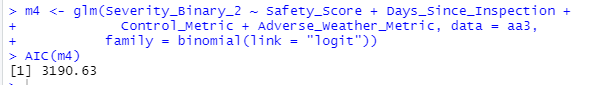 > m4 <- glm(Severity_Binary_2 ~ Safety_Score + Days_Since_Inspection +
+ Control_Metric + Adverse_Weather_Metric, data = aa3,
+ family = binomial(link = "logit"))
> AIC(m4)
[1] 3190.63